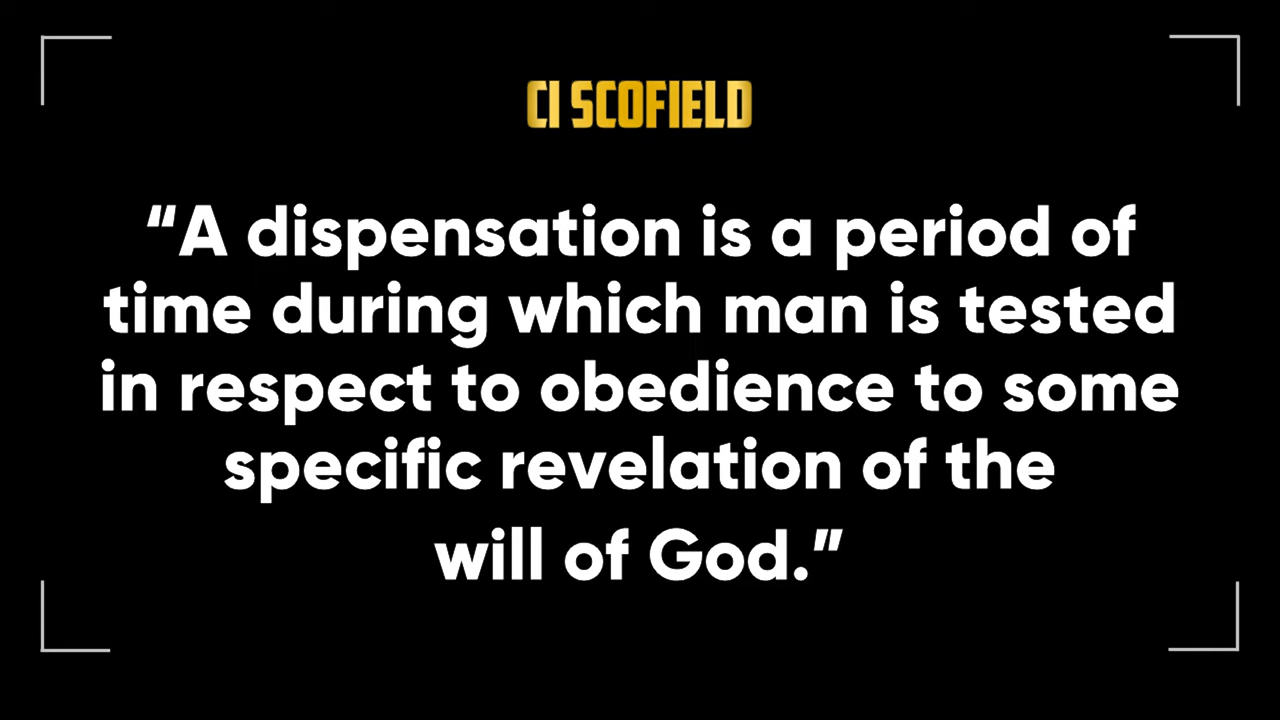 CI SCOFIELD
“A dispensation is a period of
time during which man is tested
in respect to obedience to some
specific revelation of the
will of God.”